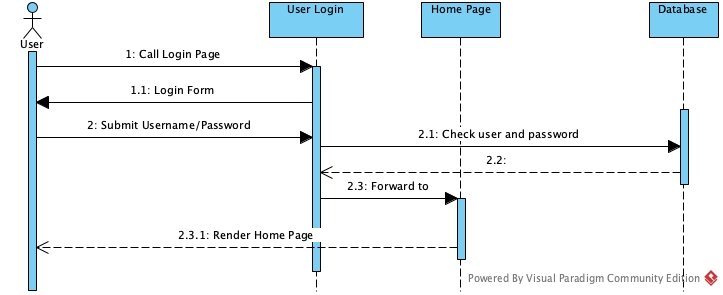 User Login
Home Page
Database
User
1: Call Login Page
1.1: Login Form
2: Submit Username/Password
2.1: Check user and password
2.2:
2.3: Forward to
2.3.1: Render Home Page
Powered By Visual Paradigm Community Edition